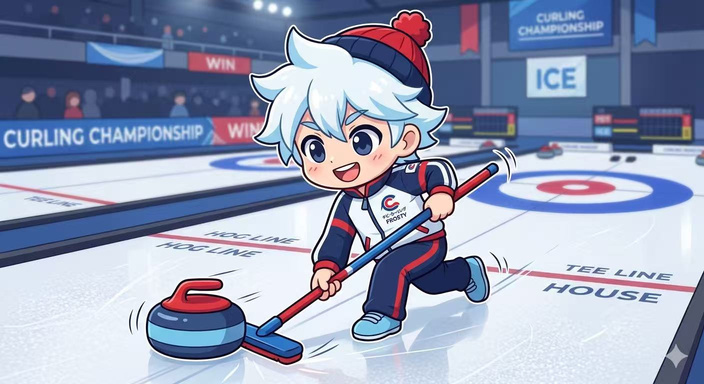 CURLING
CHAMPIONSHIP
WIN
ICE
CURLING CHAMPIONSHIP
WIN
FROSTY
TEE LINE
HOG LINE
HOG LINE
TEE LINE
HOUSE